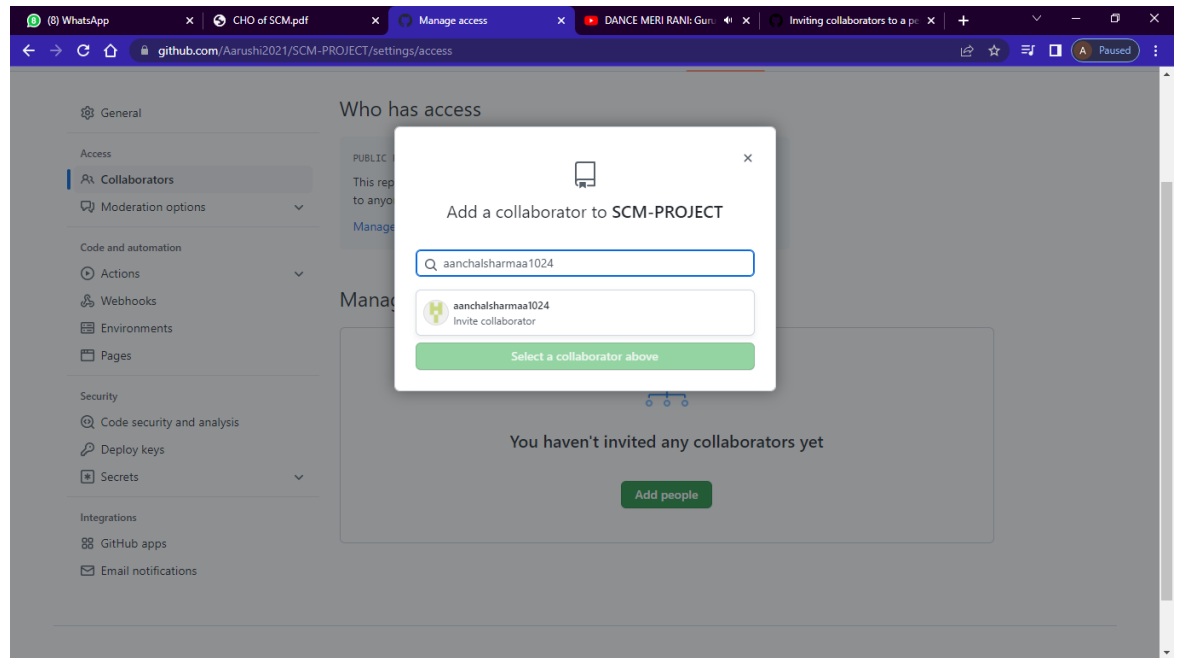 (8) WhatsApp
CHO of SCM.pdf
Manage access
DANCE MERI RANI: Guru
Inviting collaborators to a pe
github.com/Aarushi2021/SCM-PROJECT/settings/access
A Paused
General
Access
Collaborators
Moderation options
Code and automation
Actions
Webhooks
Environments
Pages
Security
Code security and analysis
Deploy keys
Secrets
Integrations
GitHub apps
Email notifications
Who has access
PUBLIC
This rep
to anyo
Manage
Manag
Add a collaborator to SCM-PROJECT
aanchalsharmaa1024
aanchalsharmaa1024
Invite collaborator
Select a collaborator above
You haven't invited any collaborators yet
Add people